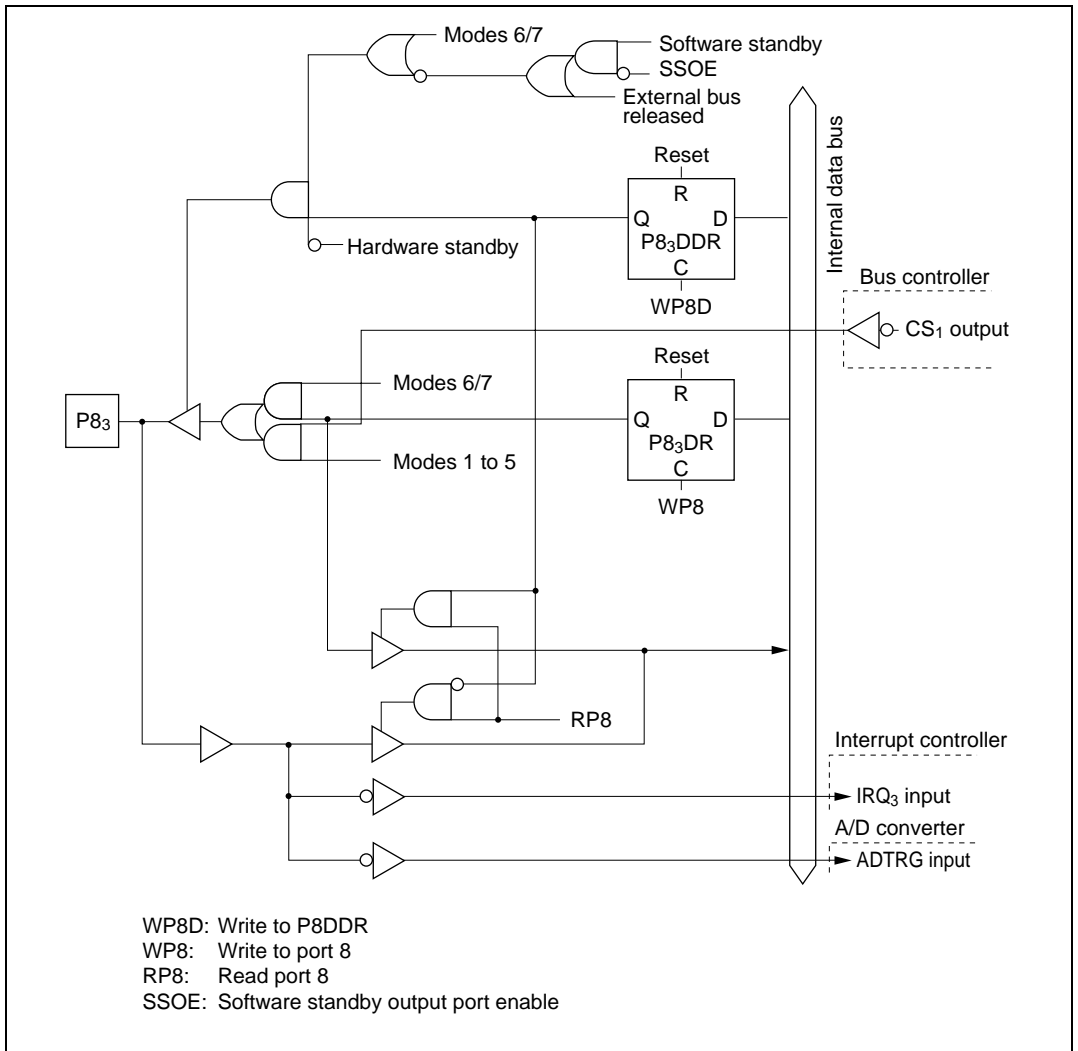 Modes 6/7
Software standby
SSOE
External bus
released
Internal data bus
Reset
R
Q D
P8₃DDR
C
WP8D
Hardware standby
Bus controller
CS₁ output
Reset
R
Q D
P8₃DR
C
WP8
Modes 6/7
P8₃
Modes 1 to 5
RP8
Interrupt controller
IRQ₃ input
A/D converter
ADTRG input
WP8D: Write to P8DDR
WP8: Write to port 8
RP8: Read port 8
SSOE: Software standby output port enable